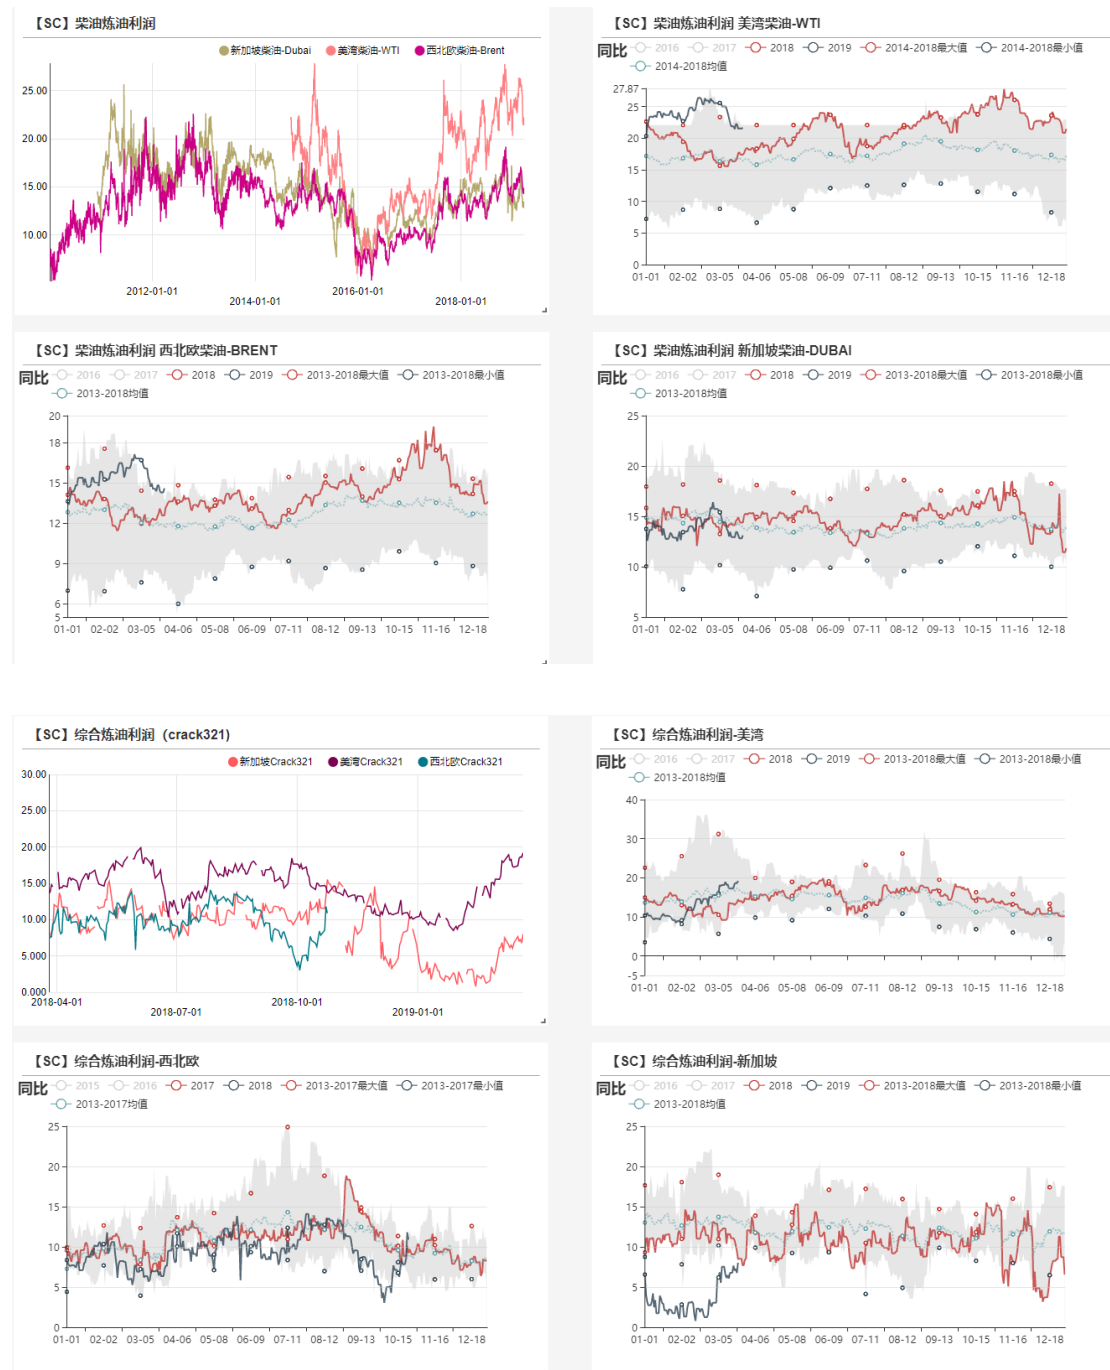 【SC】柴油炼油利润
新加坡柴油-Dubai 美湾柴油-WTI 西北欧柴油-Brent
25.00
20.00
15.00
10.00
2012-01-01 2014-01-01 2016-01-01 2018-01-01
【SC】柴油炼油利润 美湾柴油-WTI
同比 2016 2017 2018 2019 2014-2018最大值 2014-2018最小值
2014-2018均值
27.87
25
20
15
10
5
0
01-01 02-02 03-05 04-06 05-08 06-09 07-11 08-12 09-13 10-15 11-16 12-18
【SC】柴油炼油利润 西北欧柴油-BRENT
同比 2016 2017 2018 2019 2013-2018最大值 2013-2018最小值
2013-2018均值
20
18
15
12
9
6
5
01-01 02-02 03-05 04-06 05-08 06-09 07-11 08-12 09-13 10-15 11-16 12-18
【SC】柴油炼油利润 新加坡柴油-DUBAI
同比 2016 2017 2018 2019 2013-2018最大值 2013-2018最小值
2013-2018均值
25
20
15
10
5
01-01 02-02 03-05 04-06 05-08 06-09 07-11 08-12 09-13 10-15 11-16 12-18
【SC】综合炼油利润（crack321)
新加坡Crack321 美湾Crack321 西北欧Crack321
30.00
25.00
20.00
15.00
10.00
5.000
0.000
2018-04-01 2018-07-01 2018-10-01 2019-01-01
【SC】综合炼油利润-美湾
同比 2016 2017 2018 2019 2013-2018最大值 2013-2018最小值
2013-2018均值
40
30
20
10
0
-5
01-01 02-02 03-05 04-06 05-08 06-09 07-11 08-12 09-13 10-15 11-16 12-18
【SC】综合炼油利润-西北欧
同比 2015 2016 2017 2018 2013-2017最大值 2013-2017最小值
2013-2017均值
25
20
15
10
5
0
01-01 02-02 03-05 04-06 05-08 06-09 07-11 08-12 09-13 10-15 11-16 12-18
【SC】综合炼油利润-新加坡
同比 2016 2017 2018 2019 2013-2018最大值 2013-2018最小值
2013-2018均值
25
20
15
10
5
0
01-01 02-02 03-05 04-06 05-08 06-09 07-11 08-12 09-13 10-15 11-16 12-18